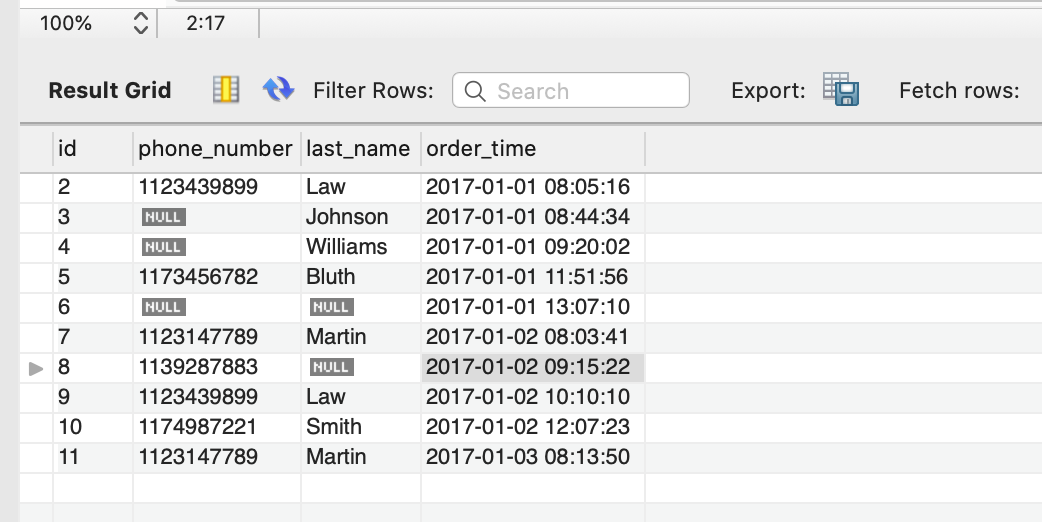 100% 2:17
Result Grid Filter Rows: Search Export: Fetch rows:
id phone_number last_name order_time
2 1123439899 Law 2017-01-01 08:05:16
3 NULL Johnson 2017-01-01 08:44:34
4 NULL Williams 2017-01-01 09:20:02
5 1173456782 Bluth 2017-01-01 11:51:56
6 NULL NULL 2017-01-01 13:07:10
7 1123147789 Martin 2017-01-02 08:03:41
8 1139287883 NULL 2017-01-02 09:15:22
9 1123439899 Law 2017-01-02 10:10:10
10 1174987221 Smith 2017-01-02 12:07:23
11 1123147789 Martin 2017-01-03 08:13:50